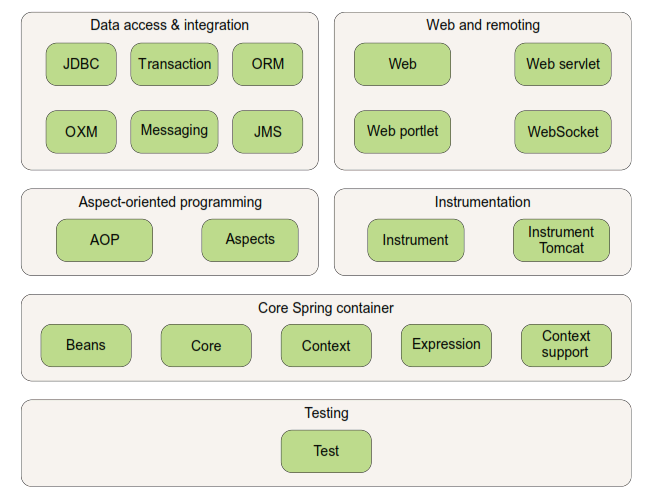 Data access & integration
JDBC
Transaction
ORM
OXM
Messaging
JMS
Web and remoting
Web
Web servlet
Web portlet
WebSocket
Aspect-oriented programming
AOP
Aspects
Instrumentation
Instrument
Instrument
Tomcat
Core Spring container
Beans
Core
Context
Expression
Context
support
Testing
Test